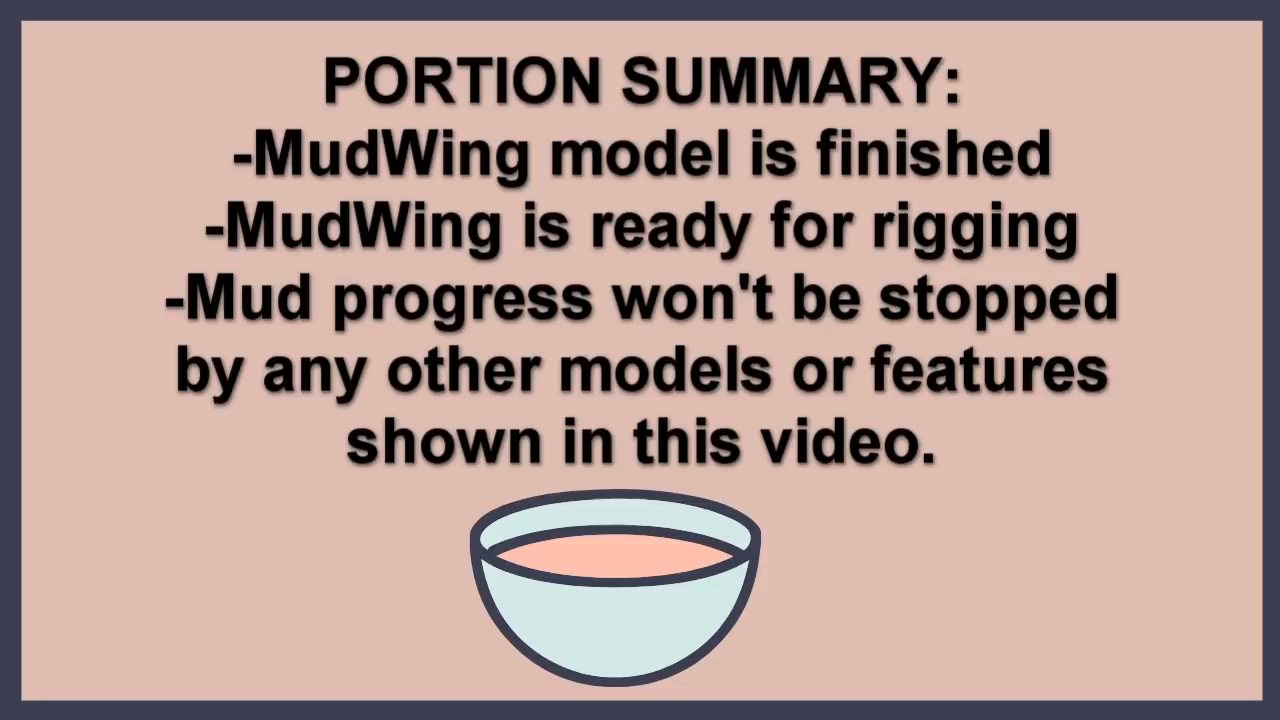 PORTION SUMMARY:
-MudWing model is finished
-MudWing is ready for rigging
-Mud progress won't be stopped
by any other models or features
shown in this video.